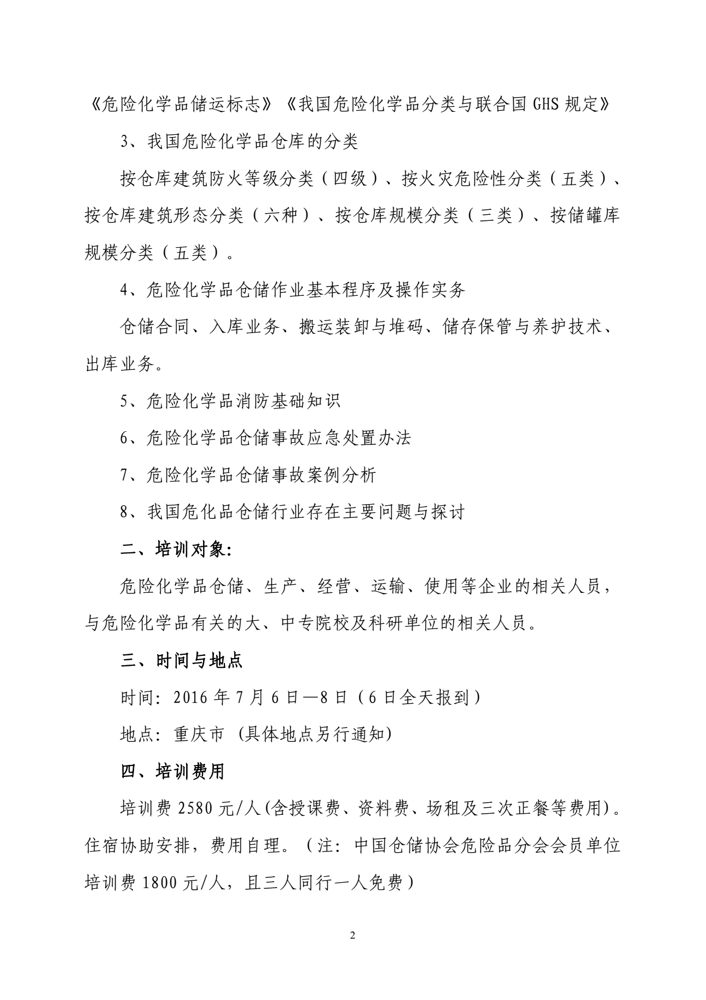 《危险化学品储运标志》《我国危险化学品分类与联合国 GHS 规定》
3、我国危险化学品仓库的分类
按仓库建筑防火等级分类（四级）、按火灾危险性分类（五类）、
按仓库建筑形态分类（六种）、按仓库规模分类（三类）、按储罐库
规模分类（五类）。
4、危险化学品仓储作业基本程序及操作实务
仓储合同、入库业务、搬运装卸与堆码、储存保管与养护技术、
出库业务。
5、危险化学品消防基础知识
6、危险化学品仓储事故应急处置办法
7、危险化学品仓储事故案例分析
8、我国危化品仓储行业存在主要问题与探讨
二、培训对象：
危险化学品仓储、生产、经营、运输、使用等企业的相关人员，
与危险化学品有关的大、中专院校及科研单位的相关人员。
三、时间与地点
时间：2016 年 7 月 6 日—8 日（6 日全天报到）
地点：重庆市 (具体地点另行通知)
四、培训费用
培训费 2580 元/人(含授课费、资料费、场租及三次正餐等费用)。
住宿协助安排，费用自理。（注：中国仓储协会危险品分会会员单位
培训费 1800 元/人，且三人同行一人免费）
2